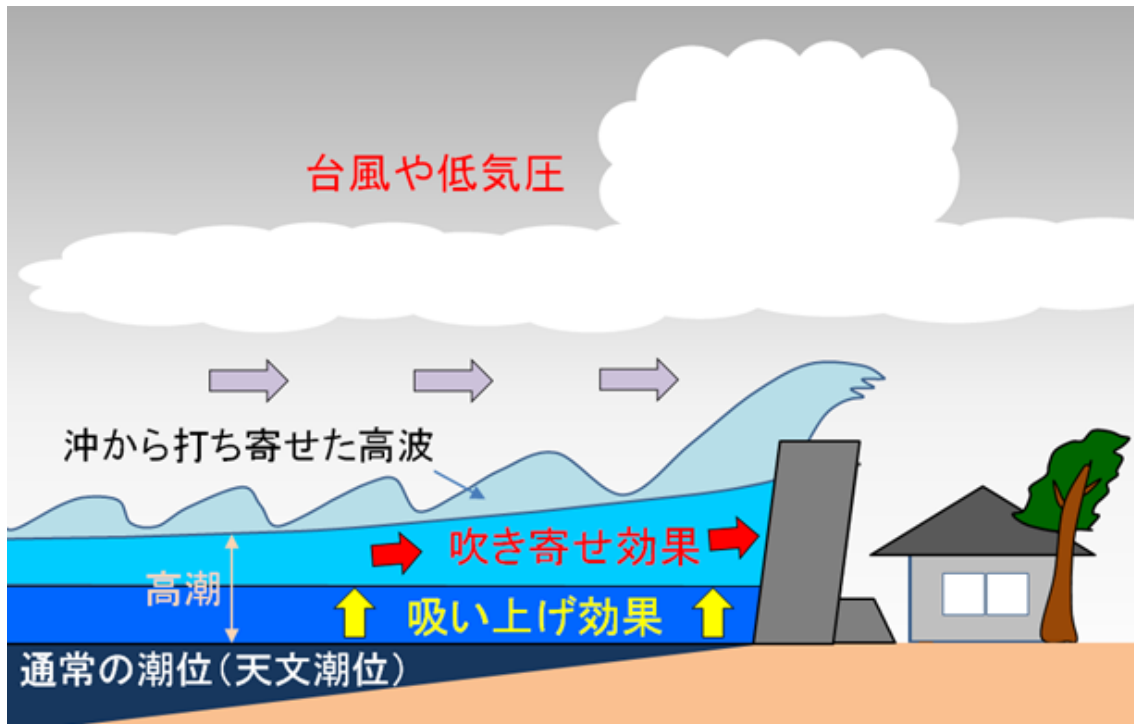 台風や低気圧
沖から打ち寄せた高波
吹き寄せ効果
高潮
吸い上げ効果
通常の潮位(天文潮位)